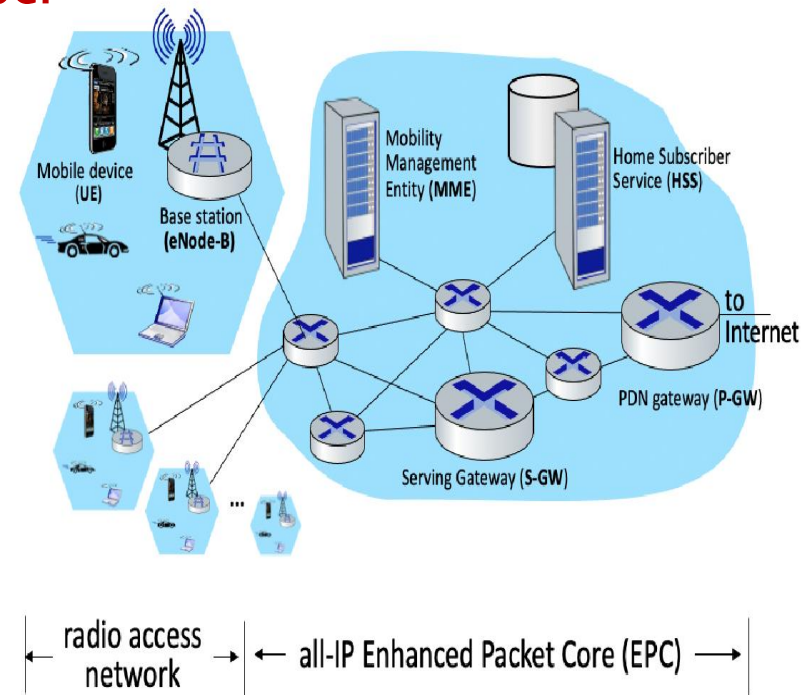 Mobile device
(UE)
Base station
(eNode-B)
Mobility
Management
Entity (MME)
Home Subscriber
Service (HSS)
to
Internet
PDN gateway (P-GW)
Serving Gateway (S-GW)
...
radio access
network
all-IP Enhanced Packet Core (EPC)